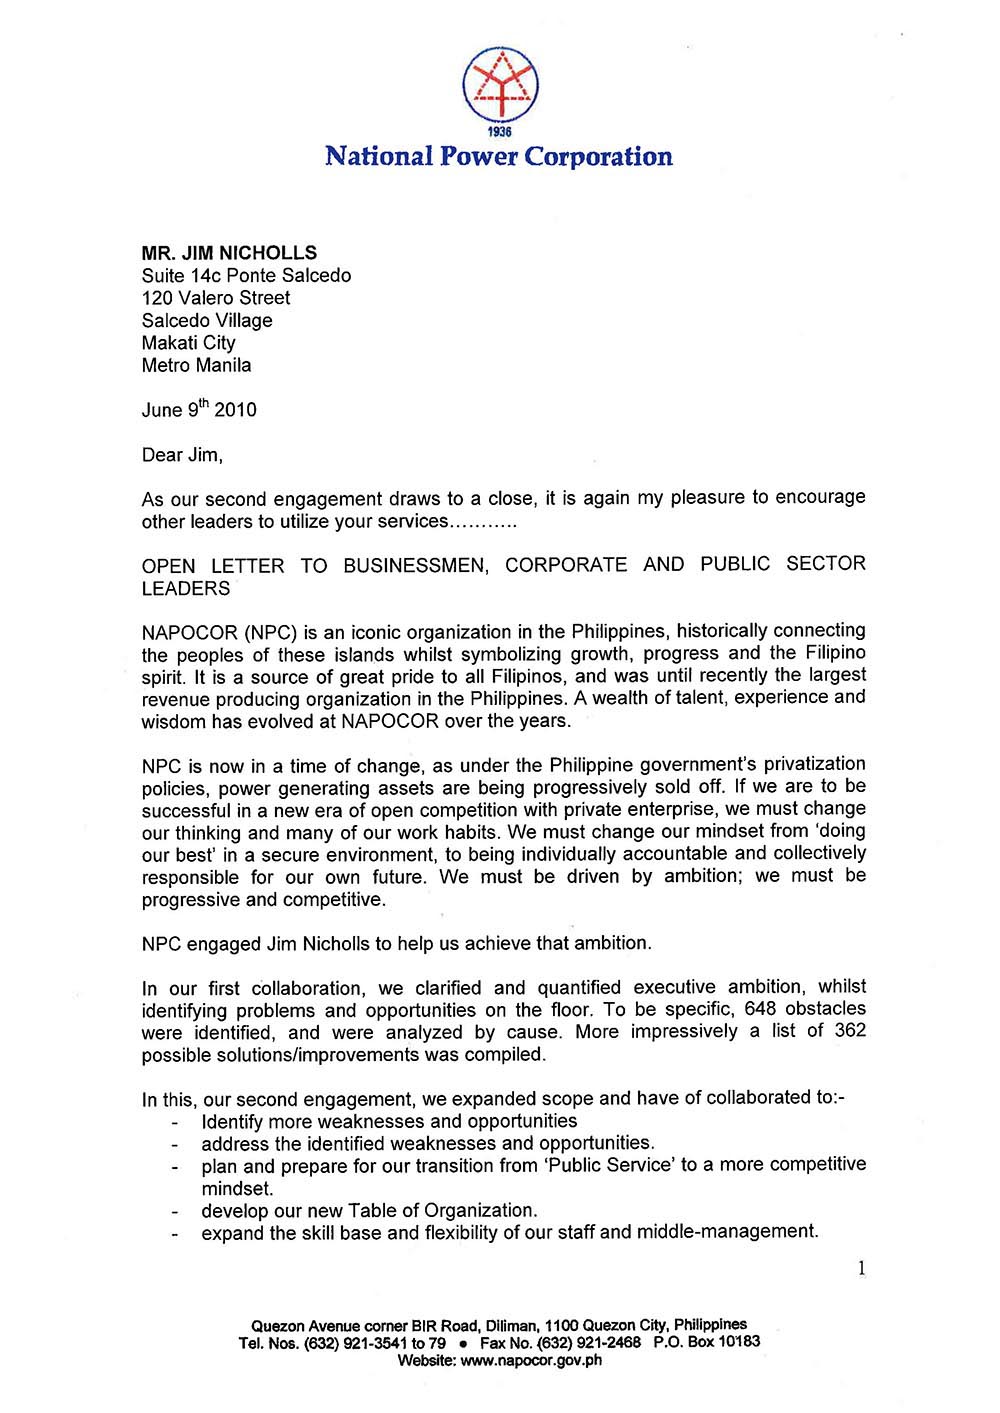 1936
National Power Corporation
MR. JIM NICHOLLS
Suite 14c Ponte Salcedo
120 Valero Street
Salcedo Village
Makati City
Metro Manila
June 9th 2010
Dear Jim,
As our second engagement draws to a close, it is again my pleasure to encourage
other leaders to utilize your services...........
OPEN LETTER TO BUSINESSMEN, CORPORATE AND PUBLIC SECTOR
LEADERS
NAPOCOR (NPC) is an iconic organization in the Philippines, historically connecting
the peoples of these islands whilst symbolizing growth, progress and the Filipino
spirit. It is a source of great pride to all Filipinos, and was until recently the largest
revenue producing organization in the Philippines. A wealth of talent, experience and
wisdom has evolved at NAPOCOR over the years.
NPC is now in a time of change, as under the Philippine government's privatization
policies, power generating assets are being progressively sold off. If we are to be
successful in a new era of open competition with private enterprise, we must change
our thinking and many of our work habits. We must change our mindset from 'doing
our best' in a secure environment, to being individually accountable and collectively
responsible for our own future. We must be driven by ambition; we must be
progressive and competitive.
NPC engaged Jim Nicholls to help us achieve that ambition.
In our first collaboration, we clarified and quantified executive ambition, whilst
identifying problems and opportunities on the floor. To be specific, 648 obstacles
were identified, and were analyzed by cause. More impressively a list of 362
possible solutions/improvements was compiled.
In this, our second engagement, we expanded scope and have of collaborated to:-
- Identify more weaknesses and opportunities
- address the identified weaknesses and opportunities.
- plan and prepare for our transition from 'Public Service' to a more competitive
mindset.
- develop our new Table of Organization.
- expand the skill base and flexibility of our staff and middle-management.
1
Quezon Avenue corner BIR Road, Diliman, 1100 Quezon City, Philippines
Tel. Nos. (632) 921-3541 to 79 • Fax No. (632) 921-2468 P.O. Box 10183
Website: www.napocor.gov.ph